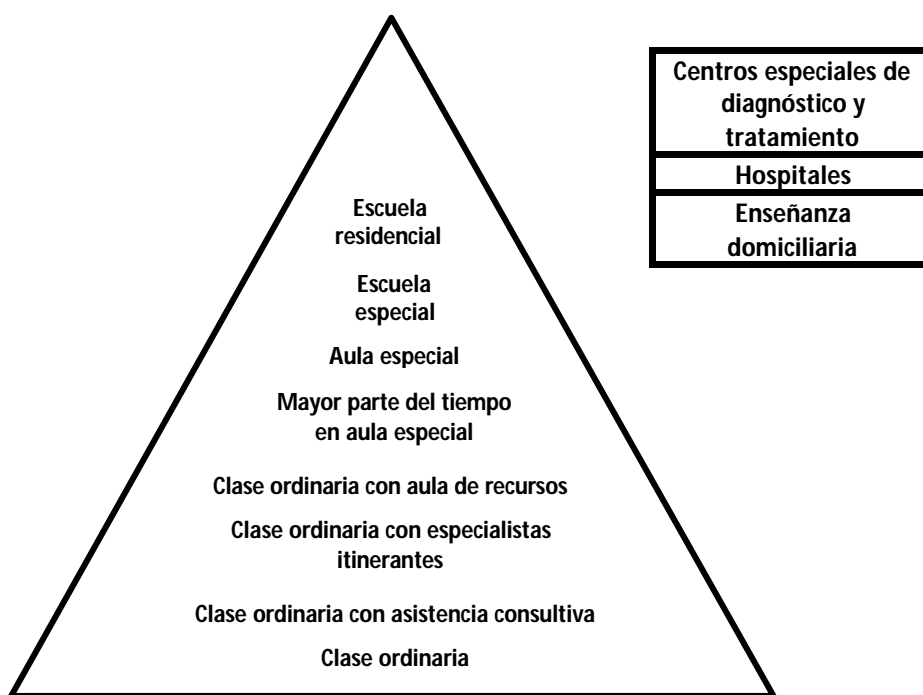 Escuela
residencial
Escuela
especial
Aula especial
Mayor parte del tiempo
en aula especial
Clase ordinaria con aula de recursos
Clase ordinaria con especialistas
itinerantes
Clase ordinaria con asistencia consultiva
Clase ordinaria
Centros especiales de
diagnóstico y
tratamiento
Hospitales
Enseñanza
domiciliaria